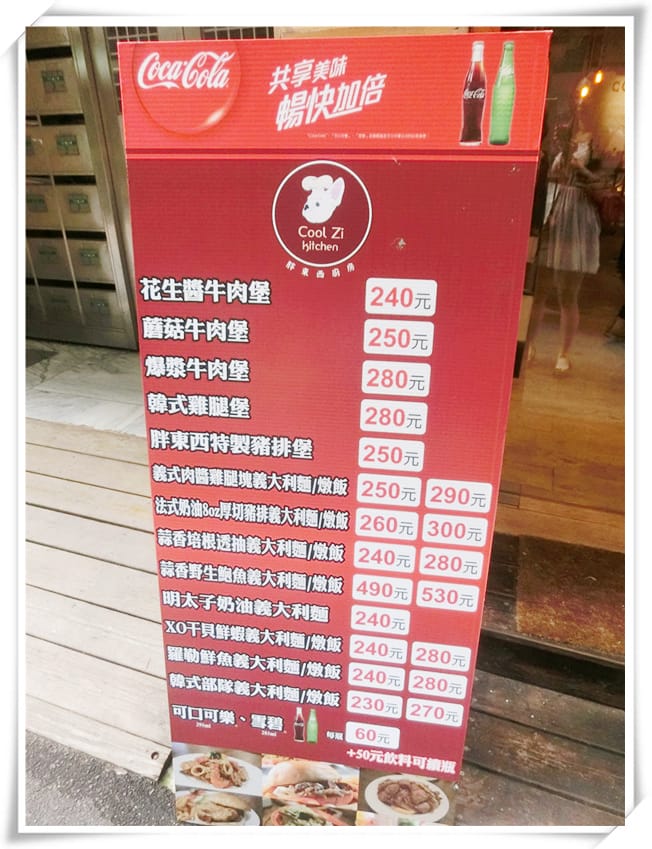 Coca-Cola
共享美味
暢快加倍
Cool Zi
kitchen
胖東西廚房
花生醬牛肉堡 240元
蘑菇牛肉堡 250元
爆漿牛肉堡 280元
韓式雞腿堡 280元
胖東西特製豬排堡 250元
義式肉醬雞腿塊義大利麵/燉飯 250元 290元
法式奶油8oz厚切豬排義大利麵/燉飯 260元 300元
蒜香培根透抽義大利麵/燉飯 240元 280元
蒜香野生鮑魚義大利麵/燉飯 490元 530元
明太子奶油義大利麵 240元
XO干貝鮮蝦義大利麵/燉飯 240元 280元
羅勒鮮魚義大利麵/燉飯 240元 280元
韓式部隊義大利麵/燉飯 230元 270元
可口可樂、雪碧 每瓶 60元
+50元飲料可續瓶